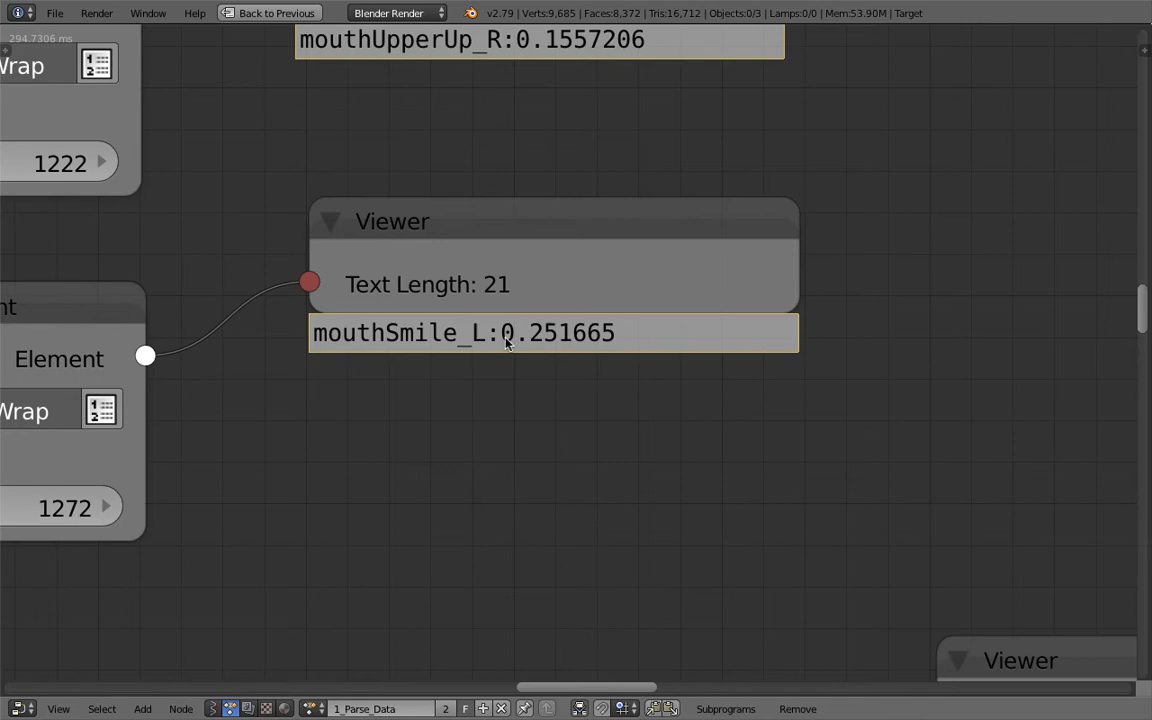 File Render Window Help Back to Previous Blender Render v2.79 | Verts:9,685 | Faces:8,372 | Tris:16,712 | Objects:0/3 | Lamps:0/0 | Mem:53.90M | Target
294.7306 ms
mouthUpperUp_R:0.1557206
Wrap
1222
Viewer
Text Length: 21
mouthSmile_L:0.251665
nt
Element
Wrap
1272
Viewer
View Select Add Node 1_Parse_Data 2 F Subprograms Remove